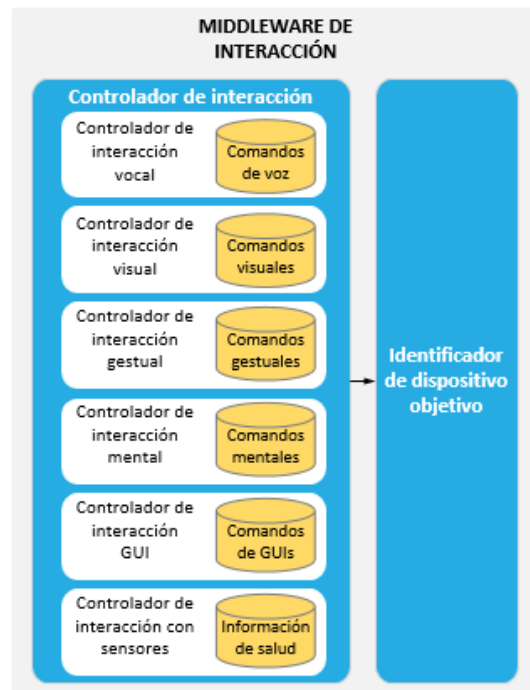 MIDDLEWARE DE
INTERACCIÓN
Controlador de interacción
Controlador de
interacción
vocal
Comandos
de voz
Controlador de
interacción
visual
Comandos
visuales
Controlador de
interacción
gestual
Comandos
gestuales
Controlador de
interacción
mental
Comandos
mentales
Controlador de
interacción
GUI
Comandos
de GUIs
Controlador de
interacción con
sensores
Información
de salud
Identificador
de dispositivo
objetivo